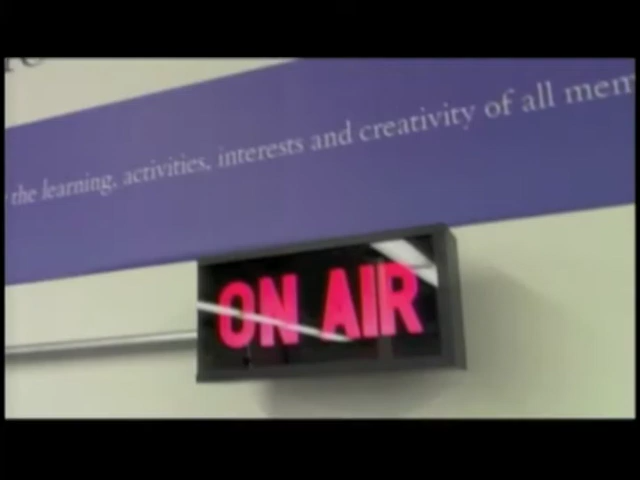 the learning, activities, interests and creativity of all mem
ON AIR